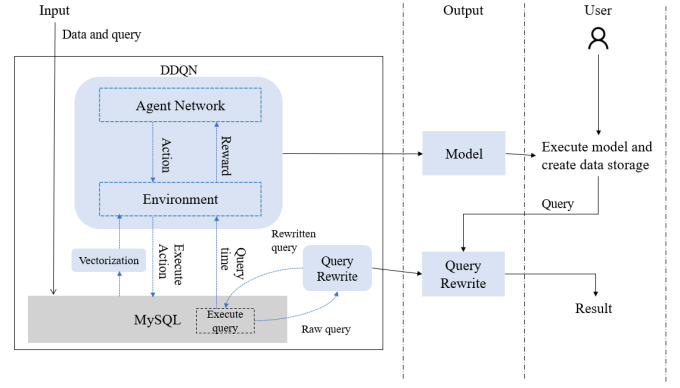 Input
Output
User
Data and query
DDQN
Agent Network
Action
Reward
Environment
Model
Execute model and
create data storage
Query
Vectorization
Execute
Action
Query
time
Rewritten
query
Query
Rewrite
Query
Rewrite
MySQL
Execute
query
Raw query
Result